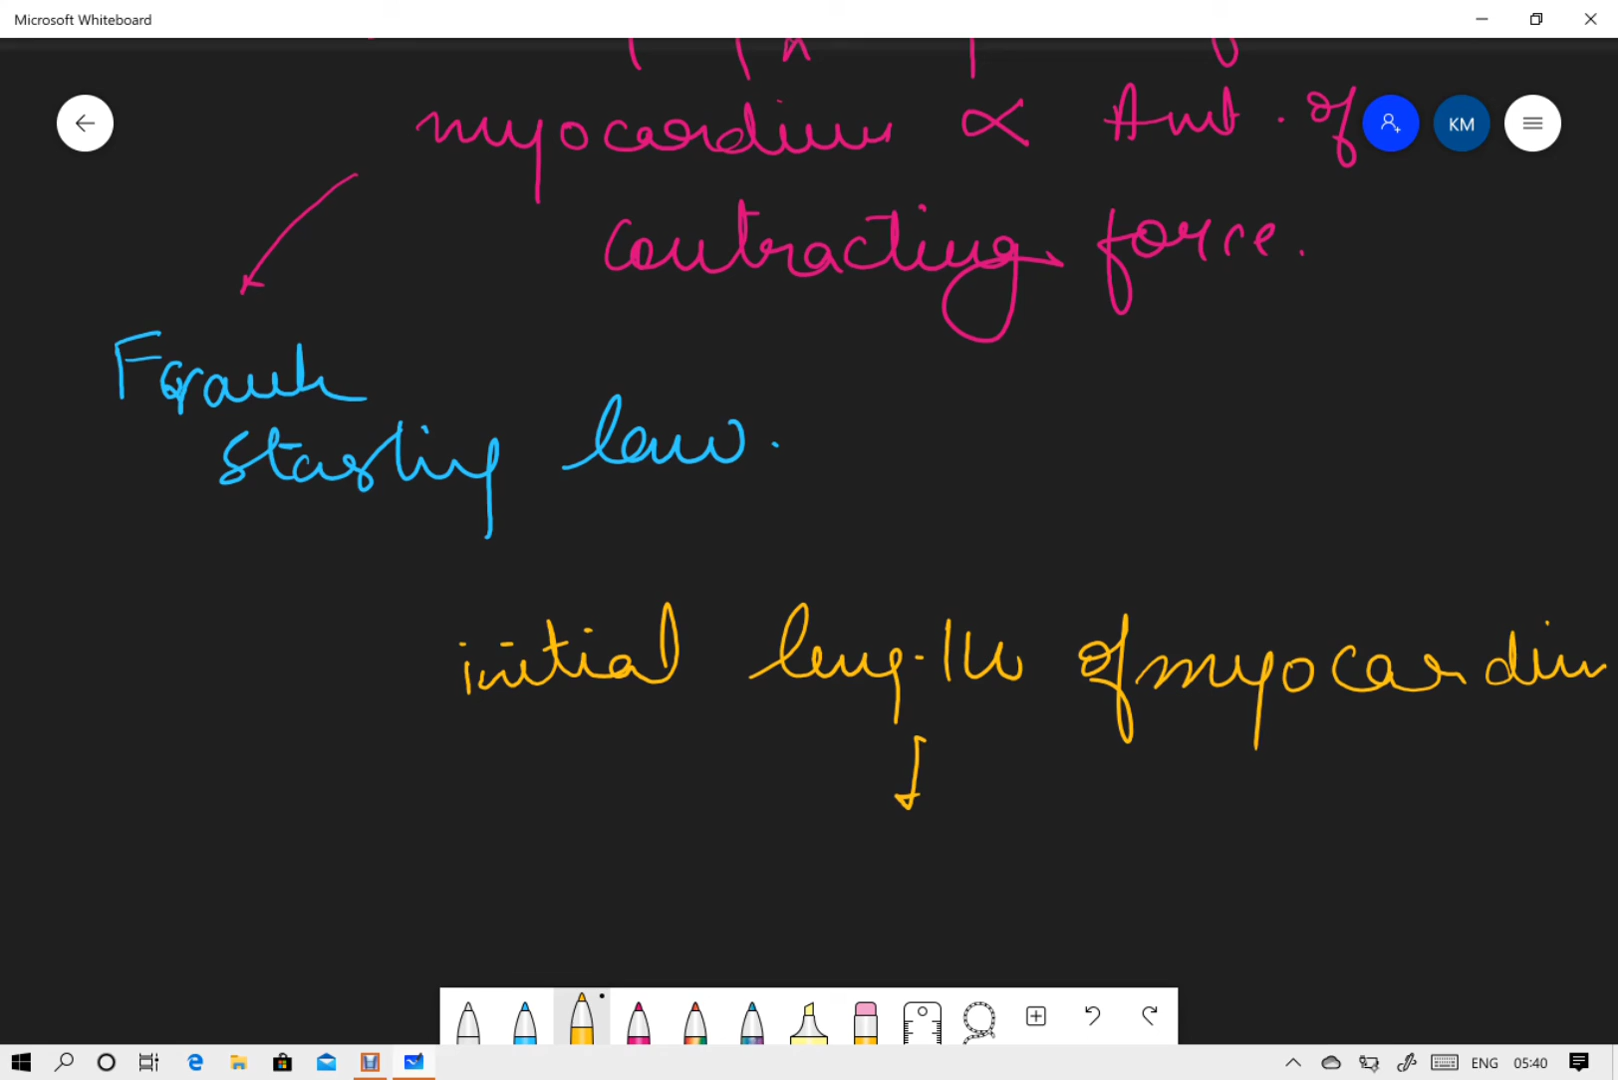 Microsoft Whiteboard
myocardium ∝ Amt. of
KM
contracting force.
Frank
starling law.
initial length of myocardium
ENG 05:40